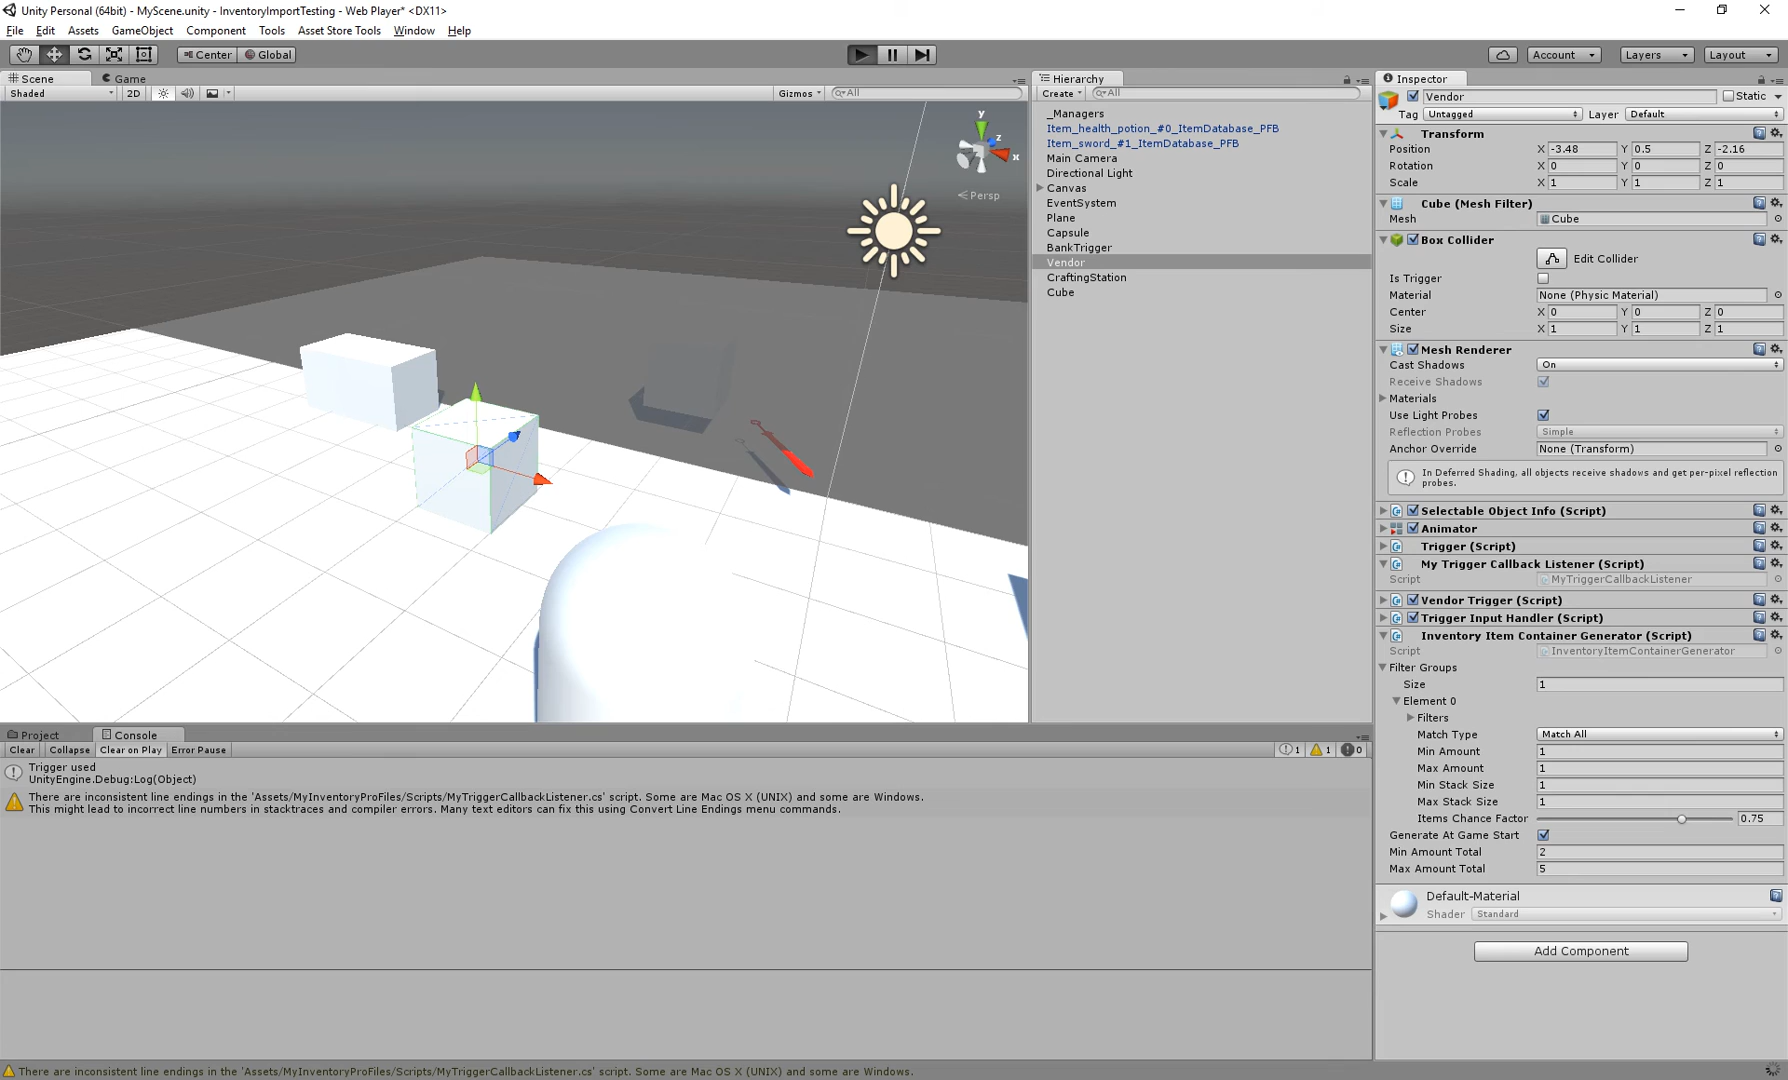 Unity Personal (64bit) - MyScene.unity - InventoryImportTesting - Web Player* <DX11>
File Edit Assets GameObject Component Tools Asset Store Tools Window Help
Center Global Account Layers Layout
Scene Game
Shaded 2D Gizmos All
y
z
x
Persp
Hierarchy
Create All
_Managers
Item_health_potion_#0_ItemDatabase_PFB
Item_sword_#1_ItemDatabase_PFB
Main Camera
Directional Light
Canvas
EventSystem
Plane
Capsule
BankTrigger
Vendor
CraftingStation
Cube
Inspector
Vendor Static
Tag Untagged Layer Default
Transform
Position X -3.48 Y 0.5 Z -2.16
Rotation X 0 Y 0 Z 0
Scale X 1 Y 1 Z 1
Cube (Mesh Filter)
Mesh Cube
Box Collider
Edit Collider
Is Trigger
Material None (Physic Material)
Center X 0 Y 0 Z 0
Size X 1 Y 1 Z 1
Mesh Renderer
Cast Shadows On
Receive Shadows
Materials
Use Light Probes
Reflection Probes Simple
Anchor Override None (Transform)
In Deferred Shading, all objects receive shadows and get per-pixel reflection
probes.
Selectable Object Info (Script)
Animator
Trigger (Script)
My Trigger Callback Listener (Script)
Script MyTriggerCallbackListener
Vendor Trigger (Script)
Trigger Input Handler (Script)
Inventory Item Container Generator (Script)
Script InventoryItemContainerGenerator
Filter Groups
Size 1
Element 0
Filters
Match Type Match All
Min Amount 1
Max Amount 1
Min Stack Size 1
Max Stack Size 1
Items Chance Factor 0.75
Generate At Game Start
Min Amount Total 2
Max Amount Total 5
Default-Material
Shader Standard
Add Component
Project Console
Clear Collapse Clear on Play Error Pause 1 1 0
Trigger used
UnityEngine.Debug:Log(Object)
There are inconsistent line endings in the 'Assets/MyInventoryProFiles/Scripts/MyTriggerCallbackListener.cs' script. Some are Mac OS X (UNIX) and some are Windows.
This might lead to incorrect line numbers in stacktraces and compiler errors. Many text editors can fix this using Convert Line Endings menu commands.
There are inconsistent line endings in the 'Assets/MyInventoryProFiles/Scripts/MyTriggerCallbackListener.cs' script. Some are Mac OS X (UNIX) and some are Windows.